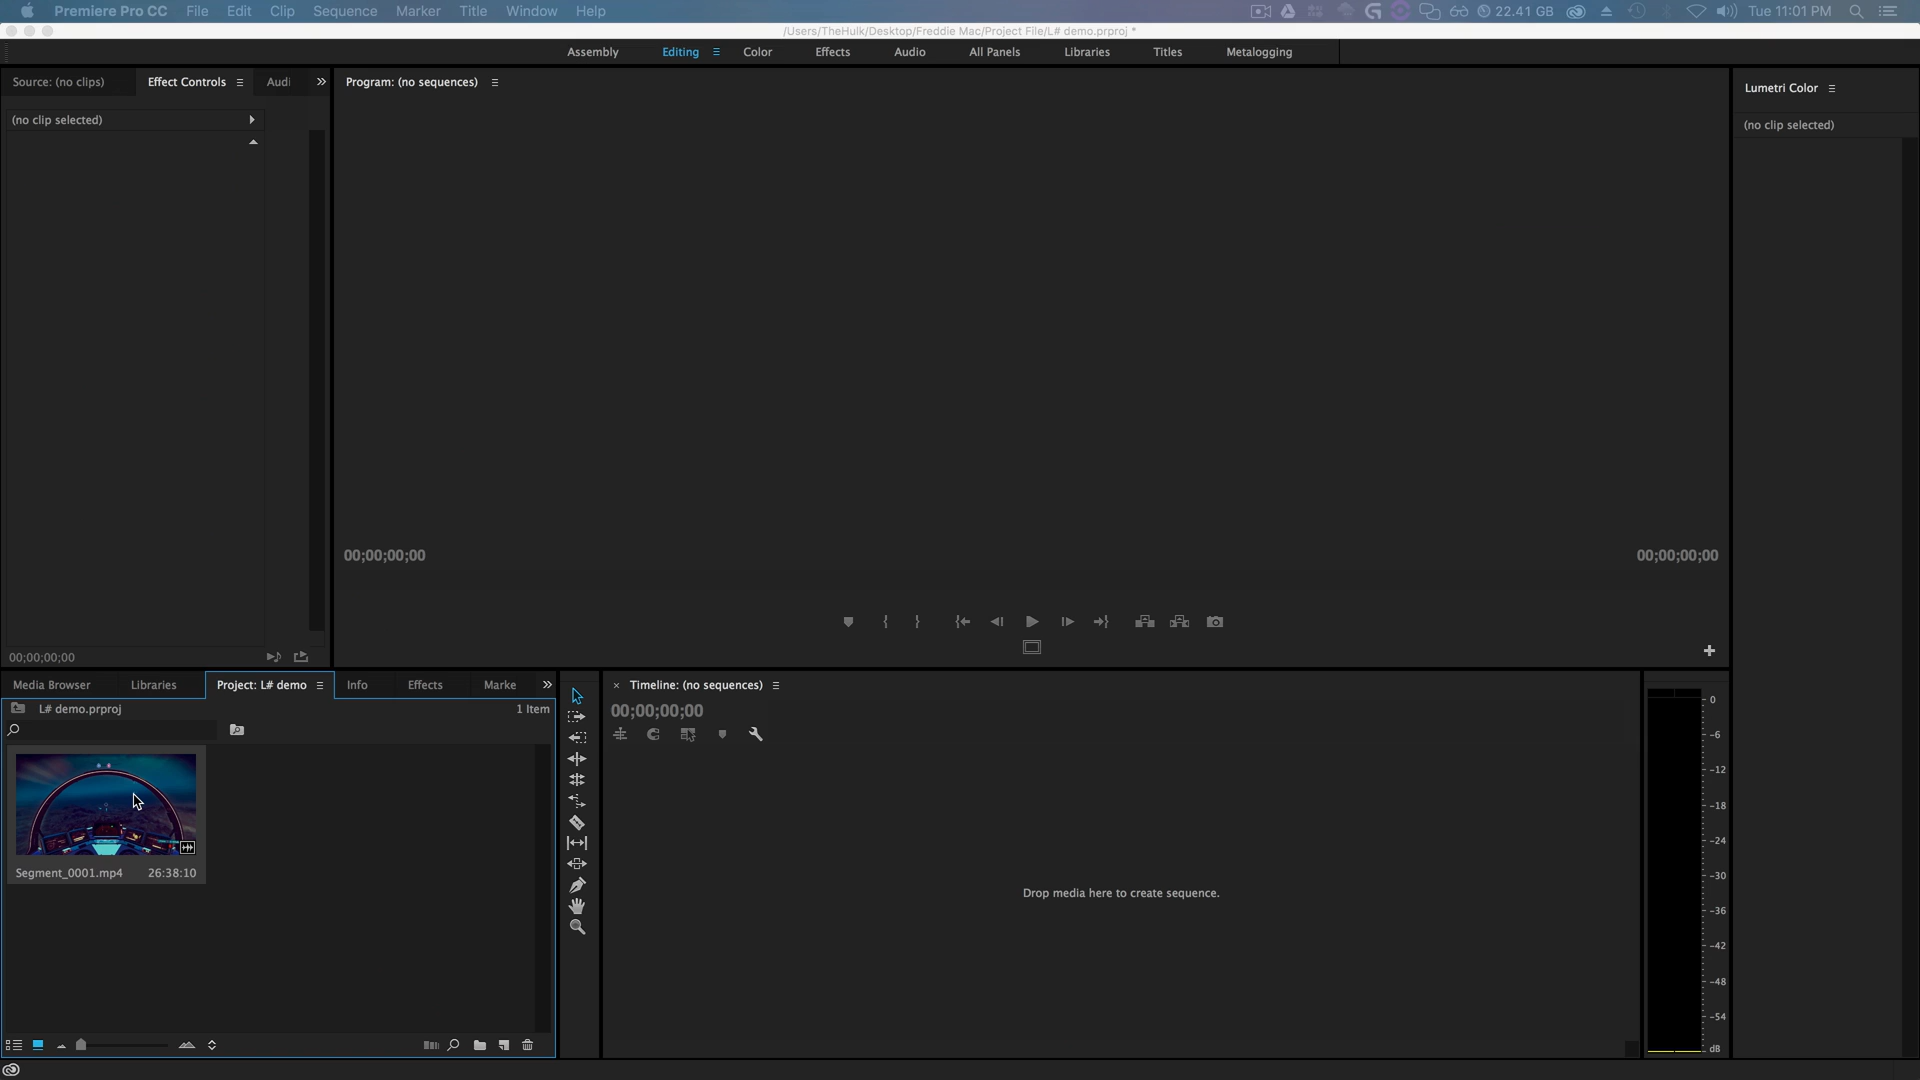 Premiere Pro CC File Edit Clip Sequence Marker Title Window Help 22.41 GB Tue 11:01 PM
/Users/TheHulk/Desktop/Freddie Mac/Project File/L# demo.prproj *
Assembly Editing Color Effects Audio All Panels Libraries Titles Metalogging
Source: (no clips) Effect Controls Audi Program: (no sequences) Lumetri Color
(no clip selected) (no clip selected)
00;00;00;00 00;00;00;00
00;00;00;00
Media Browser Libraries Project: L# demo Info Effects Marke Timeline: (no sequences)
L# demo.prproj 1 Item 00;00;00;00
Segment_0001.mp4 26:38:10
Drop media here to create sequence.
0
-6
-12
-18
-24
-30
-36
-42
-48
-54
dB